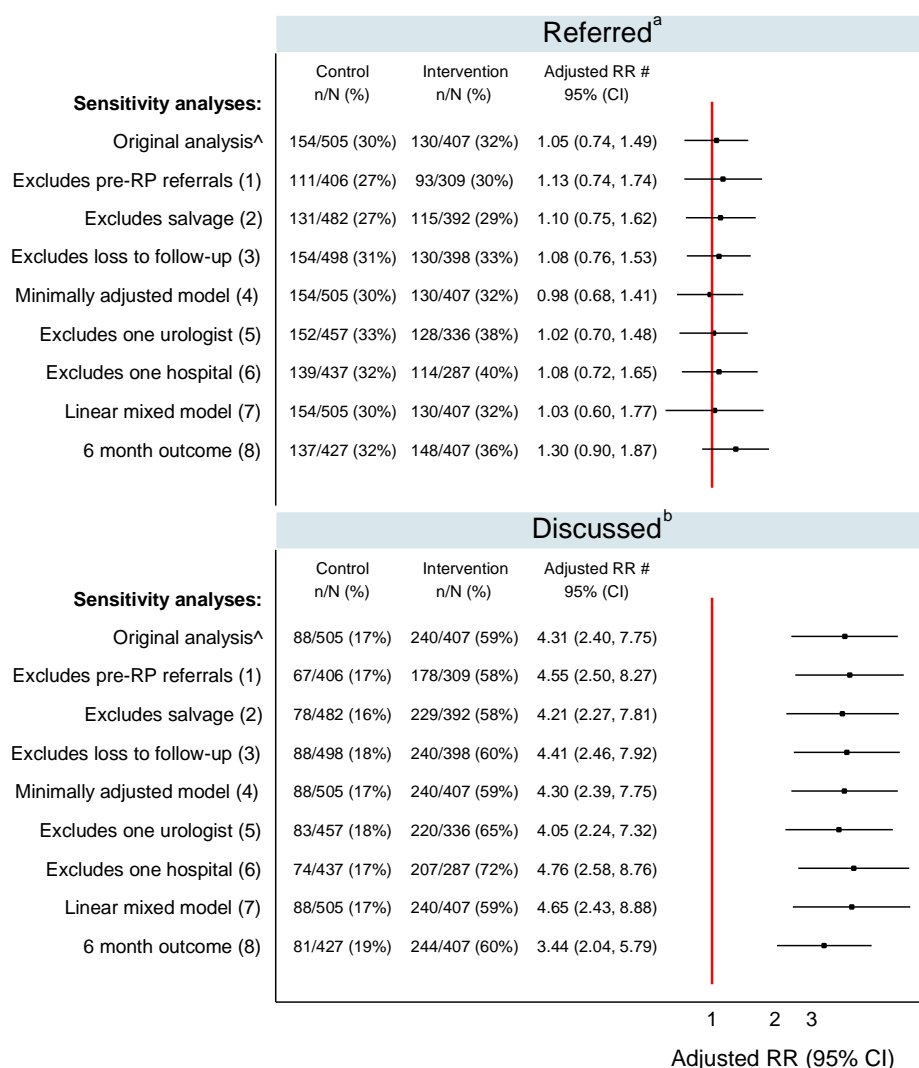 Referredᵃ
Control Intervention Adjusted RR #
n/N (%) n/N (%) 95% (CI)
Sensitivity analyses:
Original analysis^ 154/505 (30%) 130/407 (32%) 1.05 (0.74, 1.49)
Excludes pre-RP referrals (1) 111/406 (27%) 93/309 (30%) 1.13 (0.74, 1.74)
Excludes salvage (2) 131/482 (27%) 115/392 (29%) 1.10 (0.75, 1.62)
Excludes loss to follow-up (3) 154/498 (31%) 130/398 (33%) 1.08 (0.76, 1.53)
Minimally adjusted model (4) 154/505 (30%) 130/407 (32%) 0.98 (0.68, 1.41)
Excludes one urologist (5) 152/457 (33%) 128/336 (38%) 1.02 (0.70, 1.48)
Excludes one hospital (6) 139/437 (32%) 114/287 (40%) 1.08 (0.72, 1.65)
Linear mixed model (7) 154/505 (30%) 130/407 (32%) 1.03 (0.60, 1.77)
6 month outcome (8) 137/427 (32%) 148/407 (36%) 1.30 (0.90, 1.87)
Discussedᵇ
Control Intervention Adjusted RR #
n/N (%) n/N (%) 95% (CI)
Sensitivity analyses:
Original analysis^ 88/505 (17%) 240/407 (59%) 4.31 (2.40, 7.75)
Excludes pre-RP referrals (1) 67/406 (17%) 178/309 (58%) 4.55 (2.50, 8.27)
Excludes salvage (2) 78/482 (16%) 229/392 (58%) 4.21 (2.27, 7.81)
Excludes loss to follow-up (3) 88/498 (18%) 240/398 (60%) 4.41 (2.46, 7.92)
Minimally adjusted model (4) 88/505 (17%) 240/407 (59%) 4.30 (2.39, 7.75)
Excludes one urologist (5) 83/457 (18%) 220/336 (65%) 4.05 (2.24, 7.32)
Excludes one hospital (6) 74/437 (17%) 207/287 (72%) 4.76 (2.58, 8.76)
Linear mixed model (7) 88/505 (17%) 240/407 (59%) 4.65 (2.43, 8.88)
6 month outcome (8) 81/427 (19%) 244/407 (60%) 3.44 (2.04, 5.79)
1 2 3
Adjusted RR (95% CI)